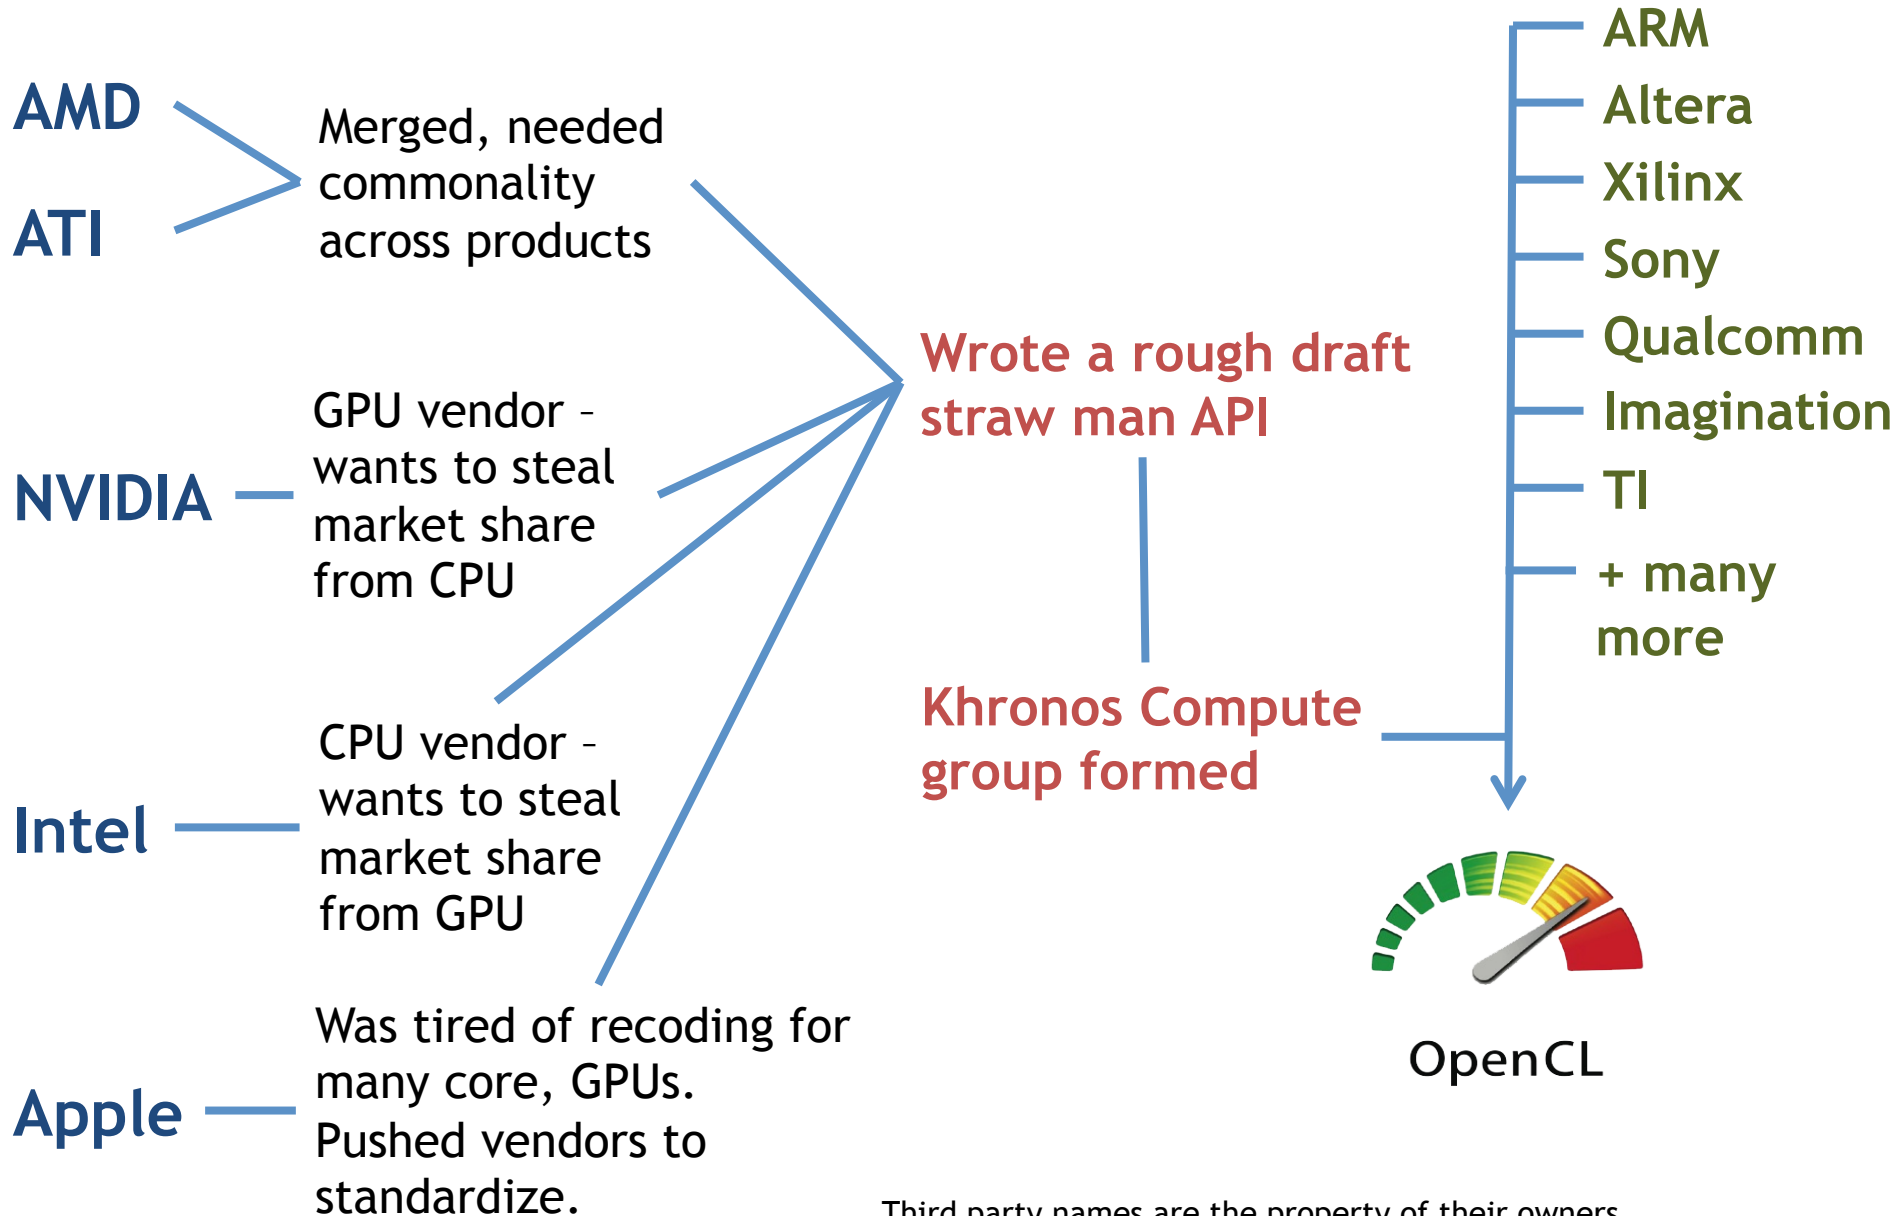 AMD
ATI
Merged, needed
commonality
across products
NVIDIA
GPU vendor –
wants to steal
market share
from CPU
Intel
CPU vendor –
wants to steal
market share
from GPU
Apple
Was tired of recoding for
many core, GPUs.
Pushed vendors to
standardize.
Wrote a rough draft
straw man API
Khronos Compute
group formed
ARM
Altera
Xilinx
Sony
Qualcomm
Imagination
TI
+ many
more
OpenCL
Third party names are the property of their owners